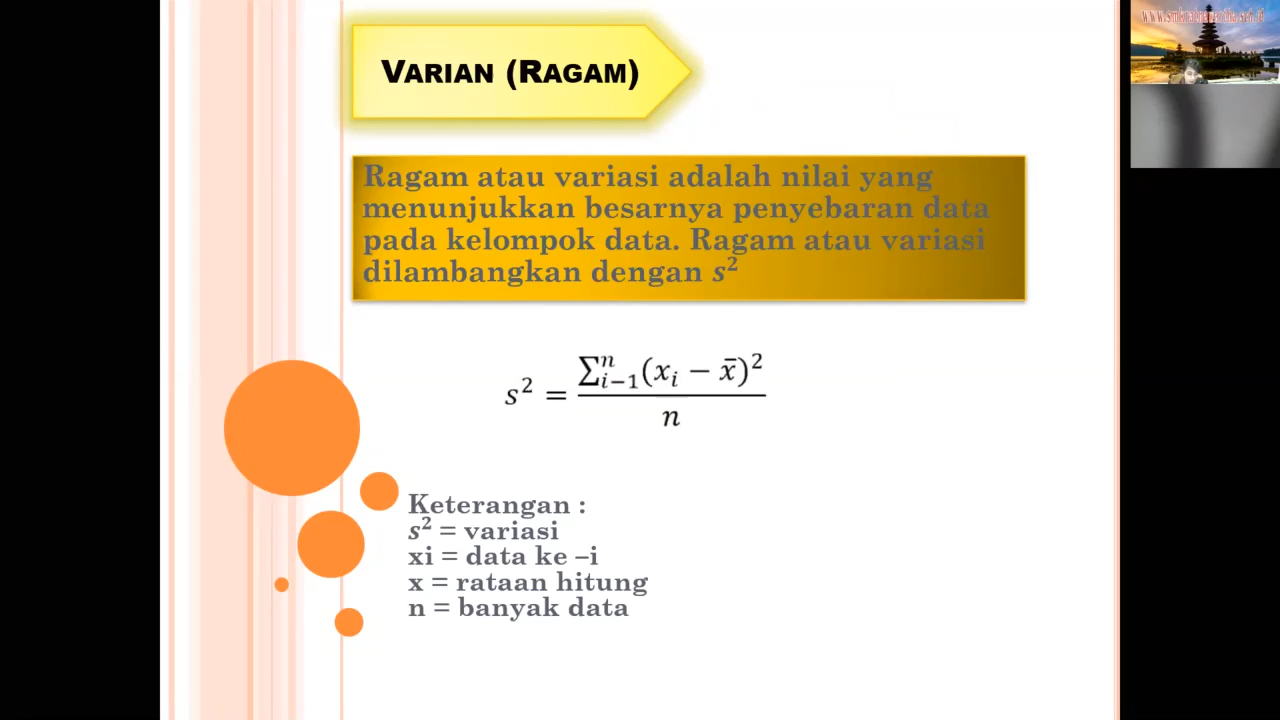 VARIAN (RAGAM)
Ragam atau variasi adalah nilai yang
menunjukkan besarnya penyebaran data
pada kelompok data. Ragam atau variasi
dilambangkan dengan s²
s² = ∑ⁿᵢ₋₁(xᵢ − x̄)² / n
Keterangan :
s² = variasi
xi = data ke –i
x = rataan hitung
n = banyak data